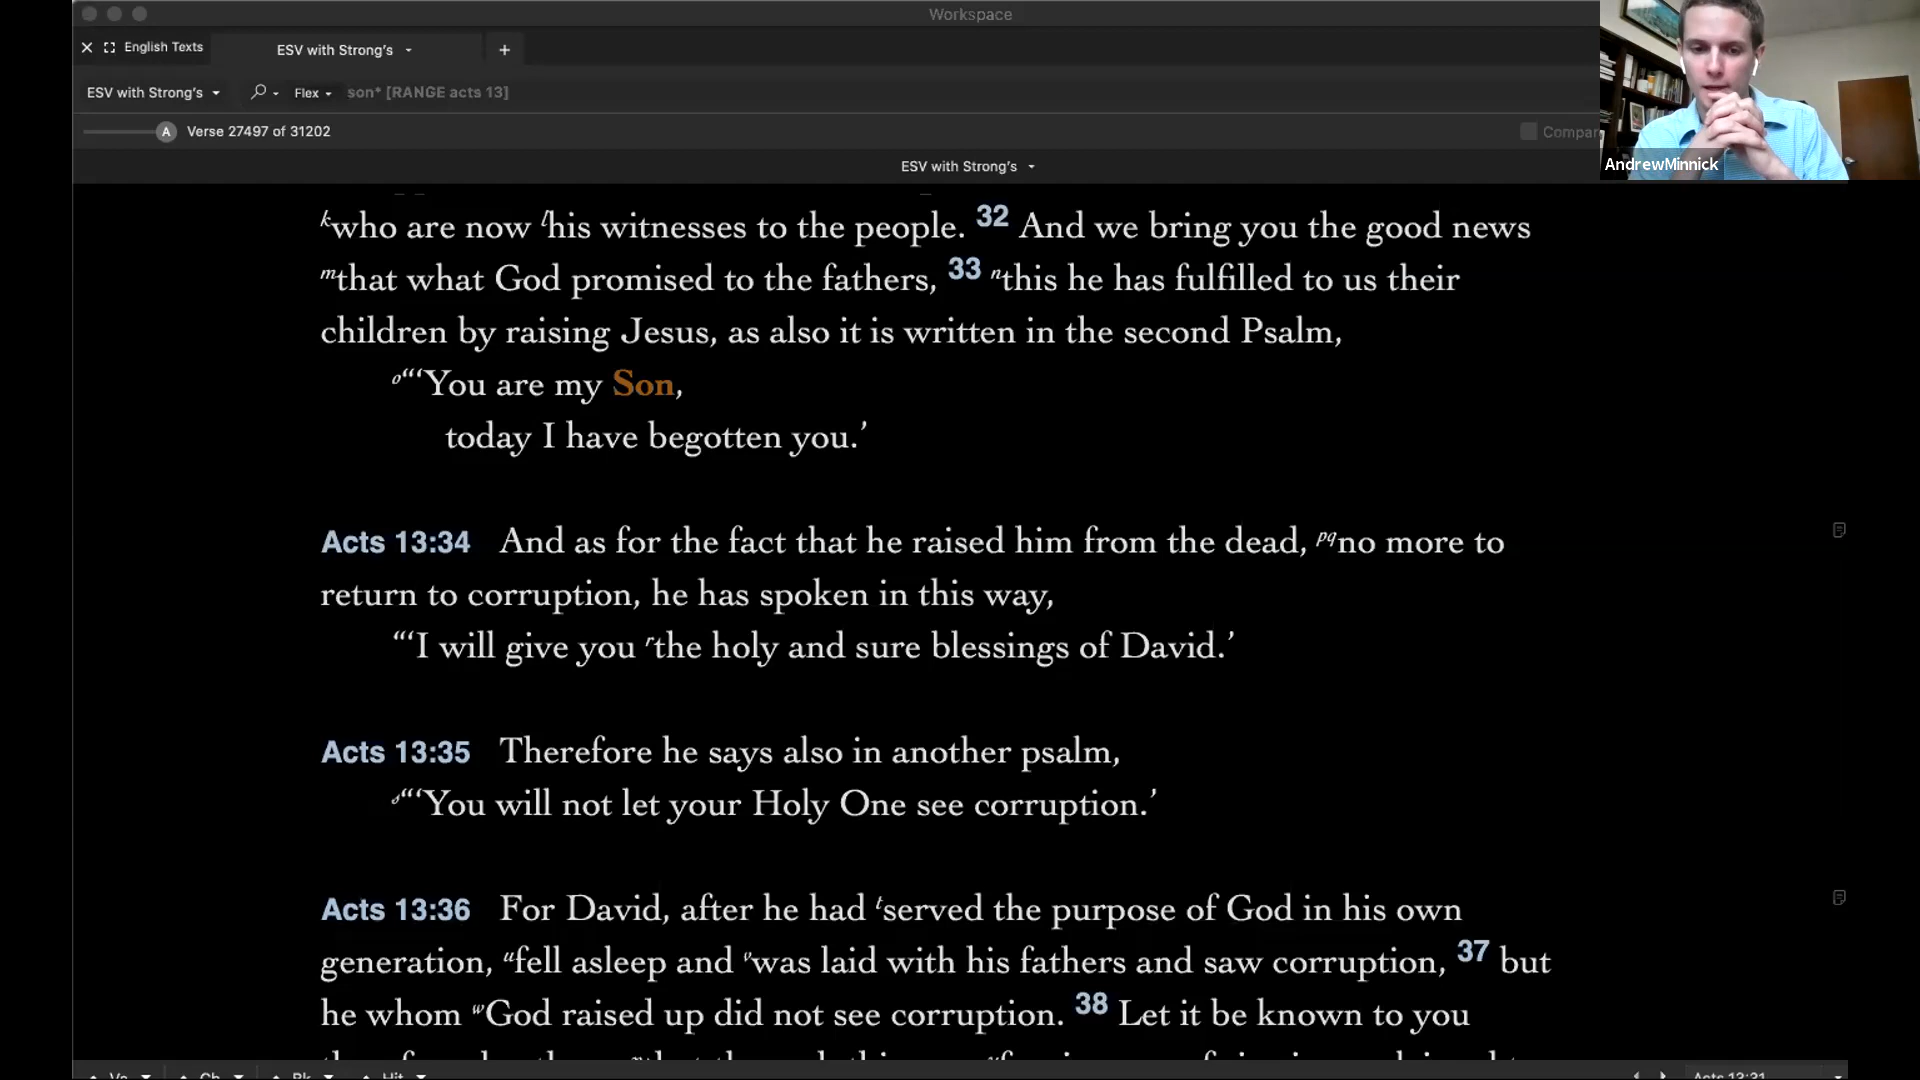 Workspace
English Texts
ESV with Strong's
+
ESV with Strong's
Flex
son* [RANGE acts 13]
A Verse 27497 of 31202
Compar
ESV with Strong's
AndrewMinnick
k who are now l his witnesses to the people. 32 And we bring you the good news
m that what God promised to the fathers, 33 n this he has fulfilled to us their
children by raising Jesus, as also it is written in the second Psalm,
o “‘You are my Son,
today I have begotten you.’
Acts 13:34 And as for the fact that he raised him from the dead, pq no more to
return to corruption, he has spoken in this way,
“‘I will give you r the holy and sure blessings of David.’
Acts 13:35 Therefore he says also in another psalm,
s “‘You will not let your Holy One see corruption.’
Acts 13:36 For David, after he had t served the purpose of God in his own
generation, u fell asleep and v was laid with his fathers and saw corruption, 37 but
he whom w God raised up did not see corruption. 38 Let it be known to you
Vs Ch Bk Hit
Acts 13:31